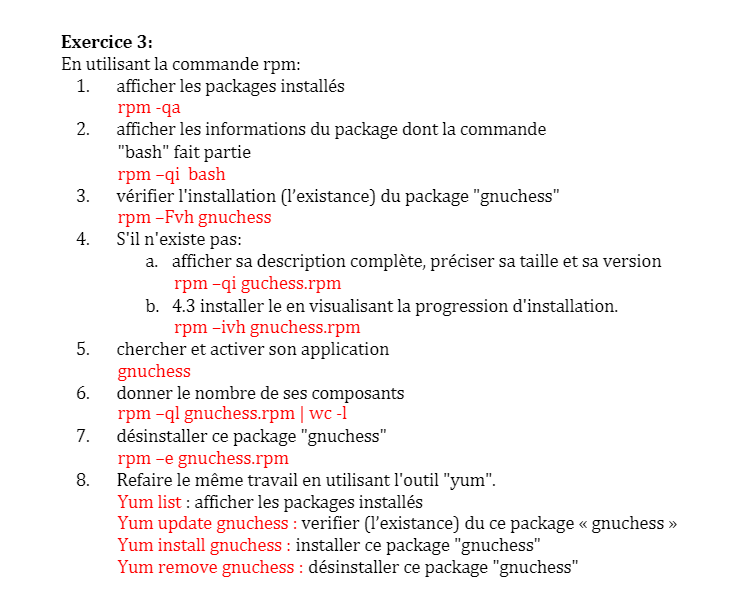 Exercice 3:
En utilisant la commande rpm:
1. afficher les packages installés
rpm -qa
2. afficher les informations du package dont la commande
"bash" fait partie
rpm –qi bash
3. vérifier l'installation (l’existance) du package "gnuchess"
rpm –Fvh gnuchess
4. S'il n'existe pas:
a. afficher sa description complète, préciser sa taille et sa version
rpm –qi guchess.rpm
b. 4.3 installer le en visualisant la progression d'installation.
rpm –ivh gnuchess.rpm
5. chercher et activer son application
gnuchess
6. donner le nombre de ses composants
rpm –ql gnuchess.rpm | wc -l
7. désinstaller ce package "gnuchess"
rpm –e gnuchess.rpm
8. Refaire le même travail en utilisant l'outil "yum".
Yum list : afficher les packages installés
Yum update gnuchess : verifier (l’existance) du ce package « gnuchess »
Yum install gnuchess : installer ce package "gnuchess"
Yum remove gnuchess : désinstaller ce package "gnuchess"